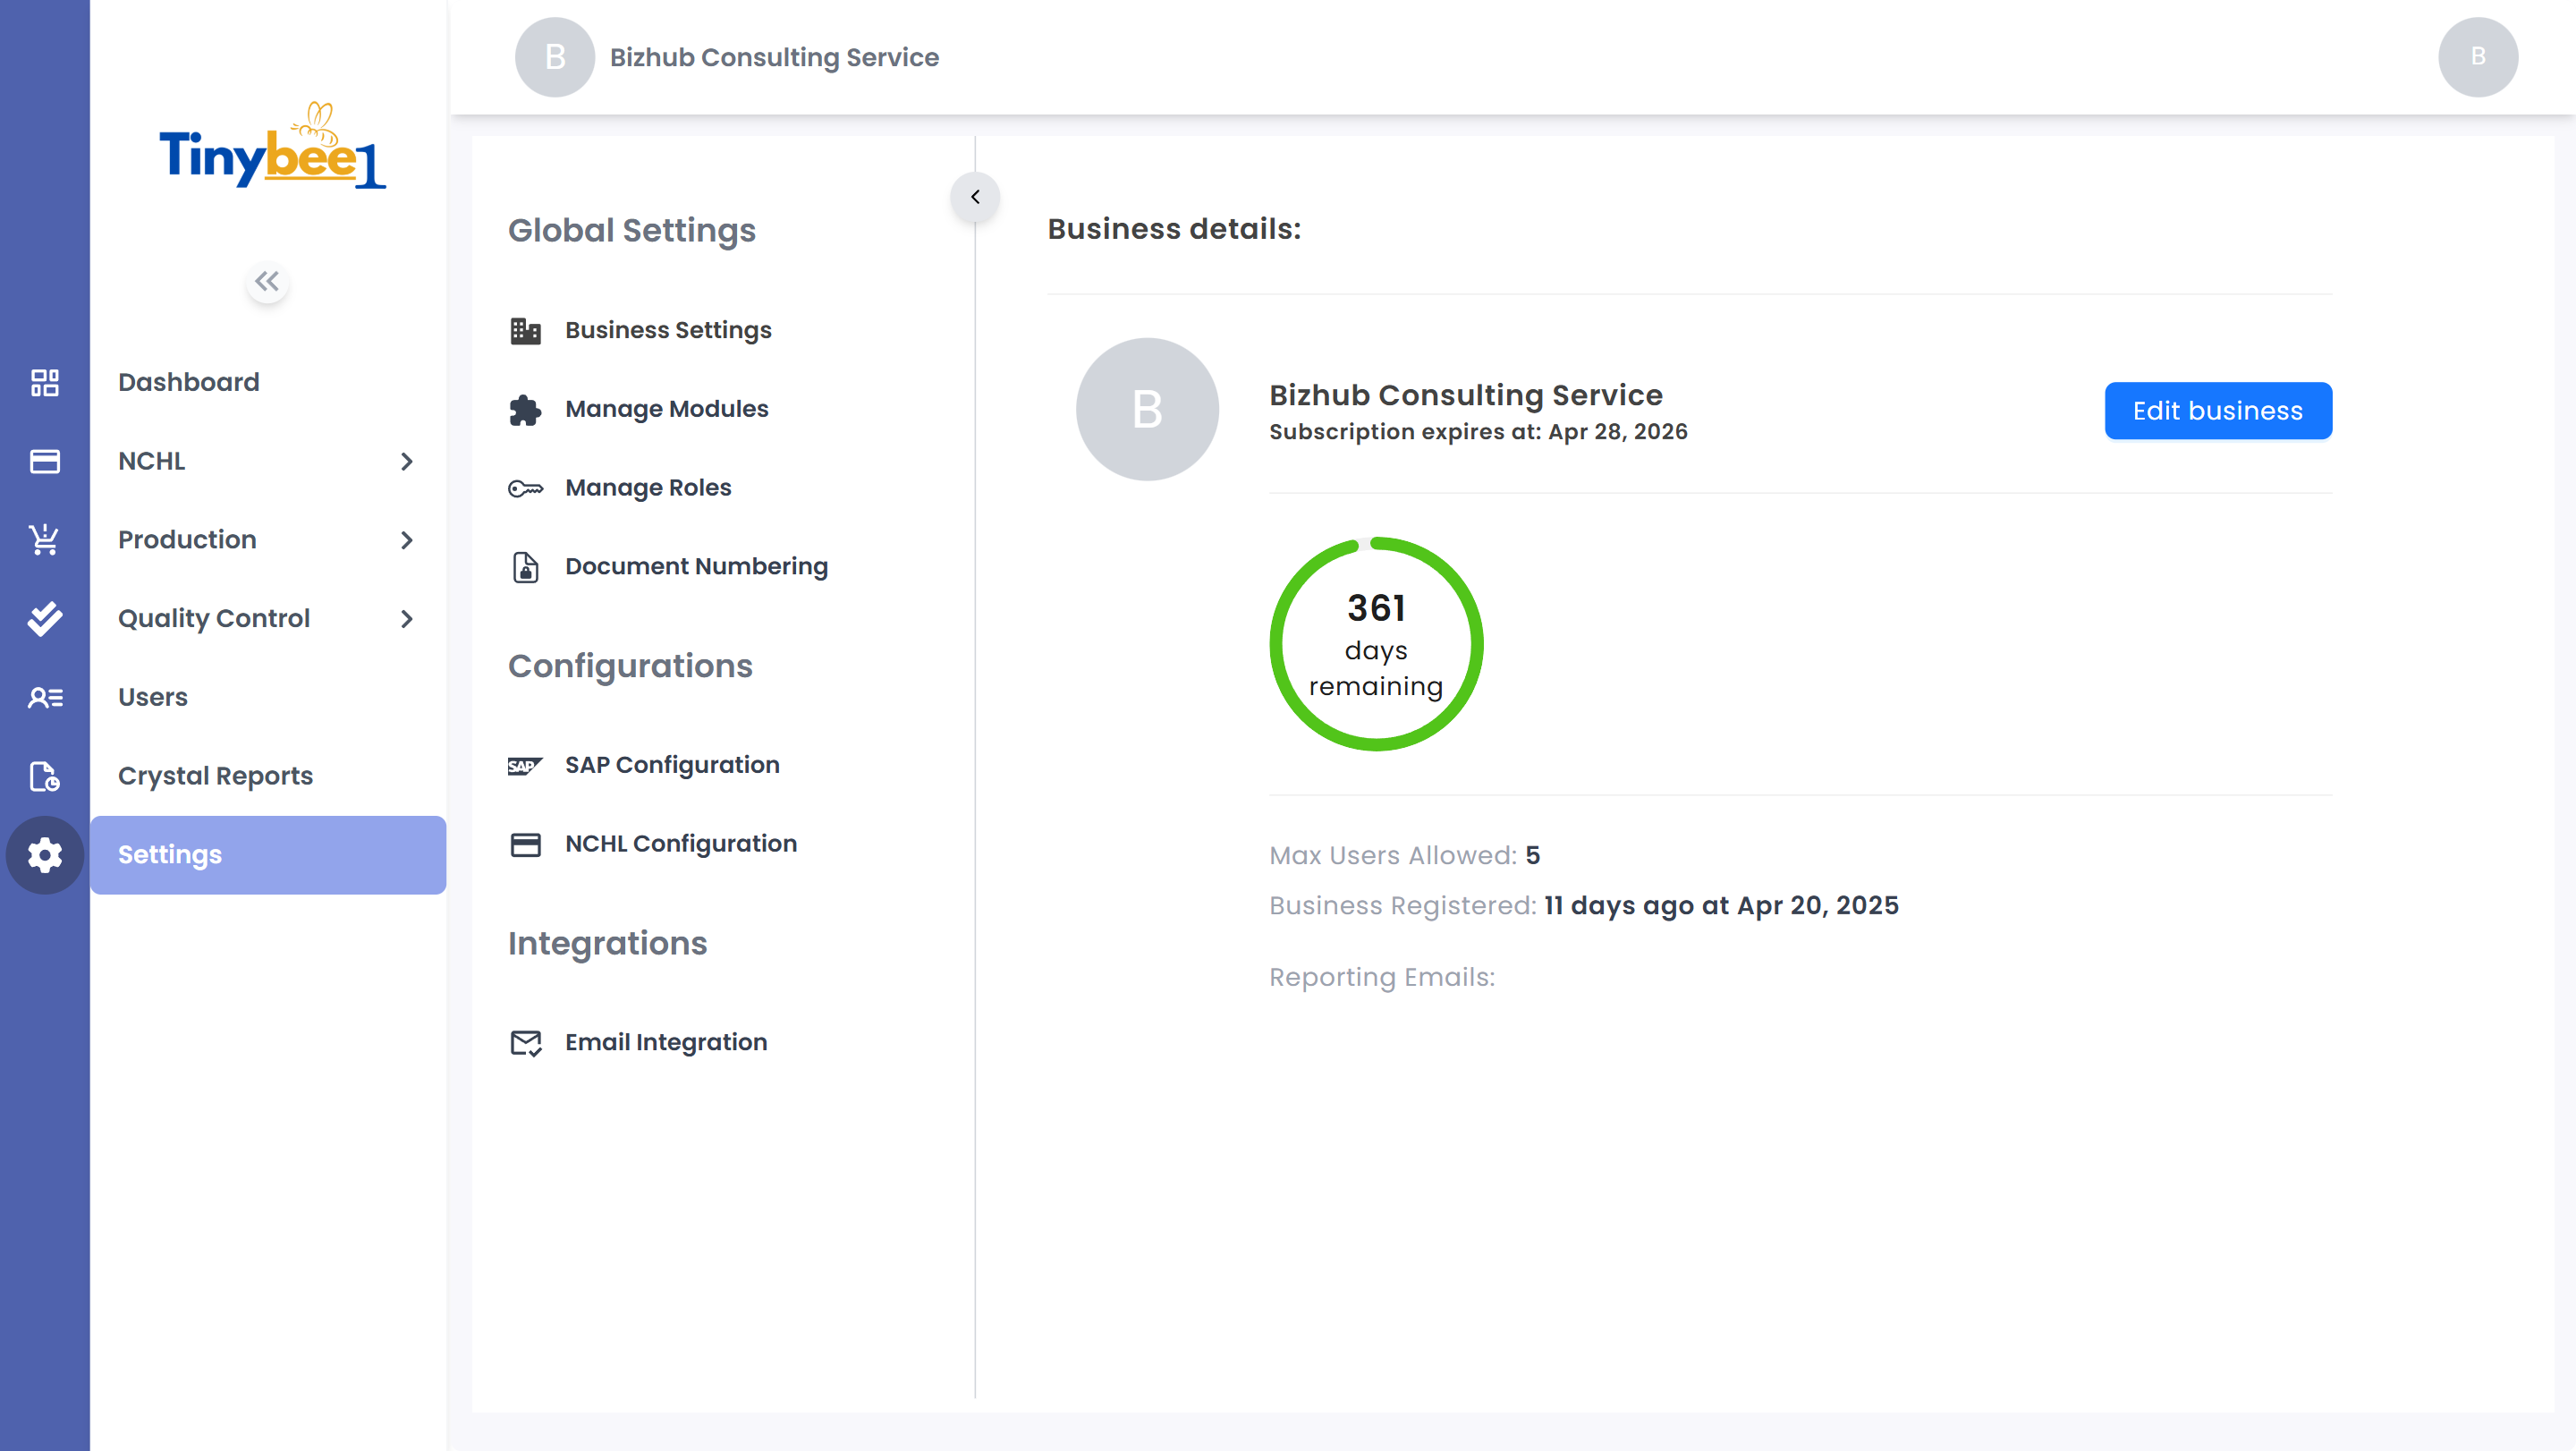 Tinybee1
Dashboard
NCHL
Production
Quality Control
Users
Crystal Reports
Settings
B
Bizhub Consulting Service
B
Global Settings
Business Settings
Manage Modules
Manage Roles
Document Numbering
Configurations
SAP
SAP Configuration
NCHL Configuration
Integrations
Email Integration
Business details:
B
Bizhub Consulting Service
Subscription expires at: Apr 28, 2026
Edit business
361
days
remaining
Max Users Allowed: 5
Business Registered: 11 days ago at Apr 20, 2025
Reporting Emails: